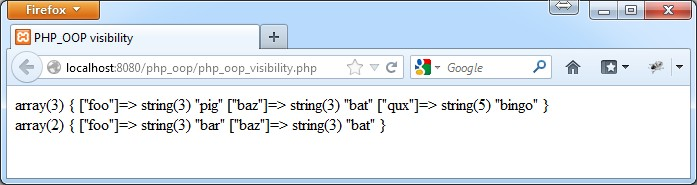 Firefox
PHP_OOP visibility
localhost:8080/php_oop/php_oop_visibility.php
Google
array(3) { ["foo"]=> string(3) "pig" ["baz"]=> string(3) "bat" ["qux"]=> string(5) "bingo" }
array(2) { ["foo"]=> string(3) "bar" ["baz"]=> string(3) "bat" }